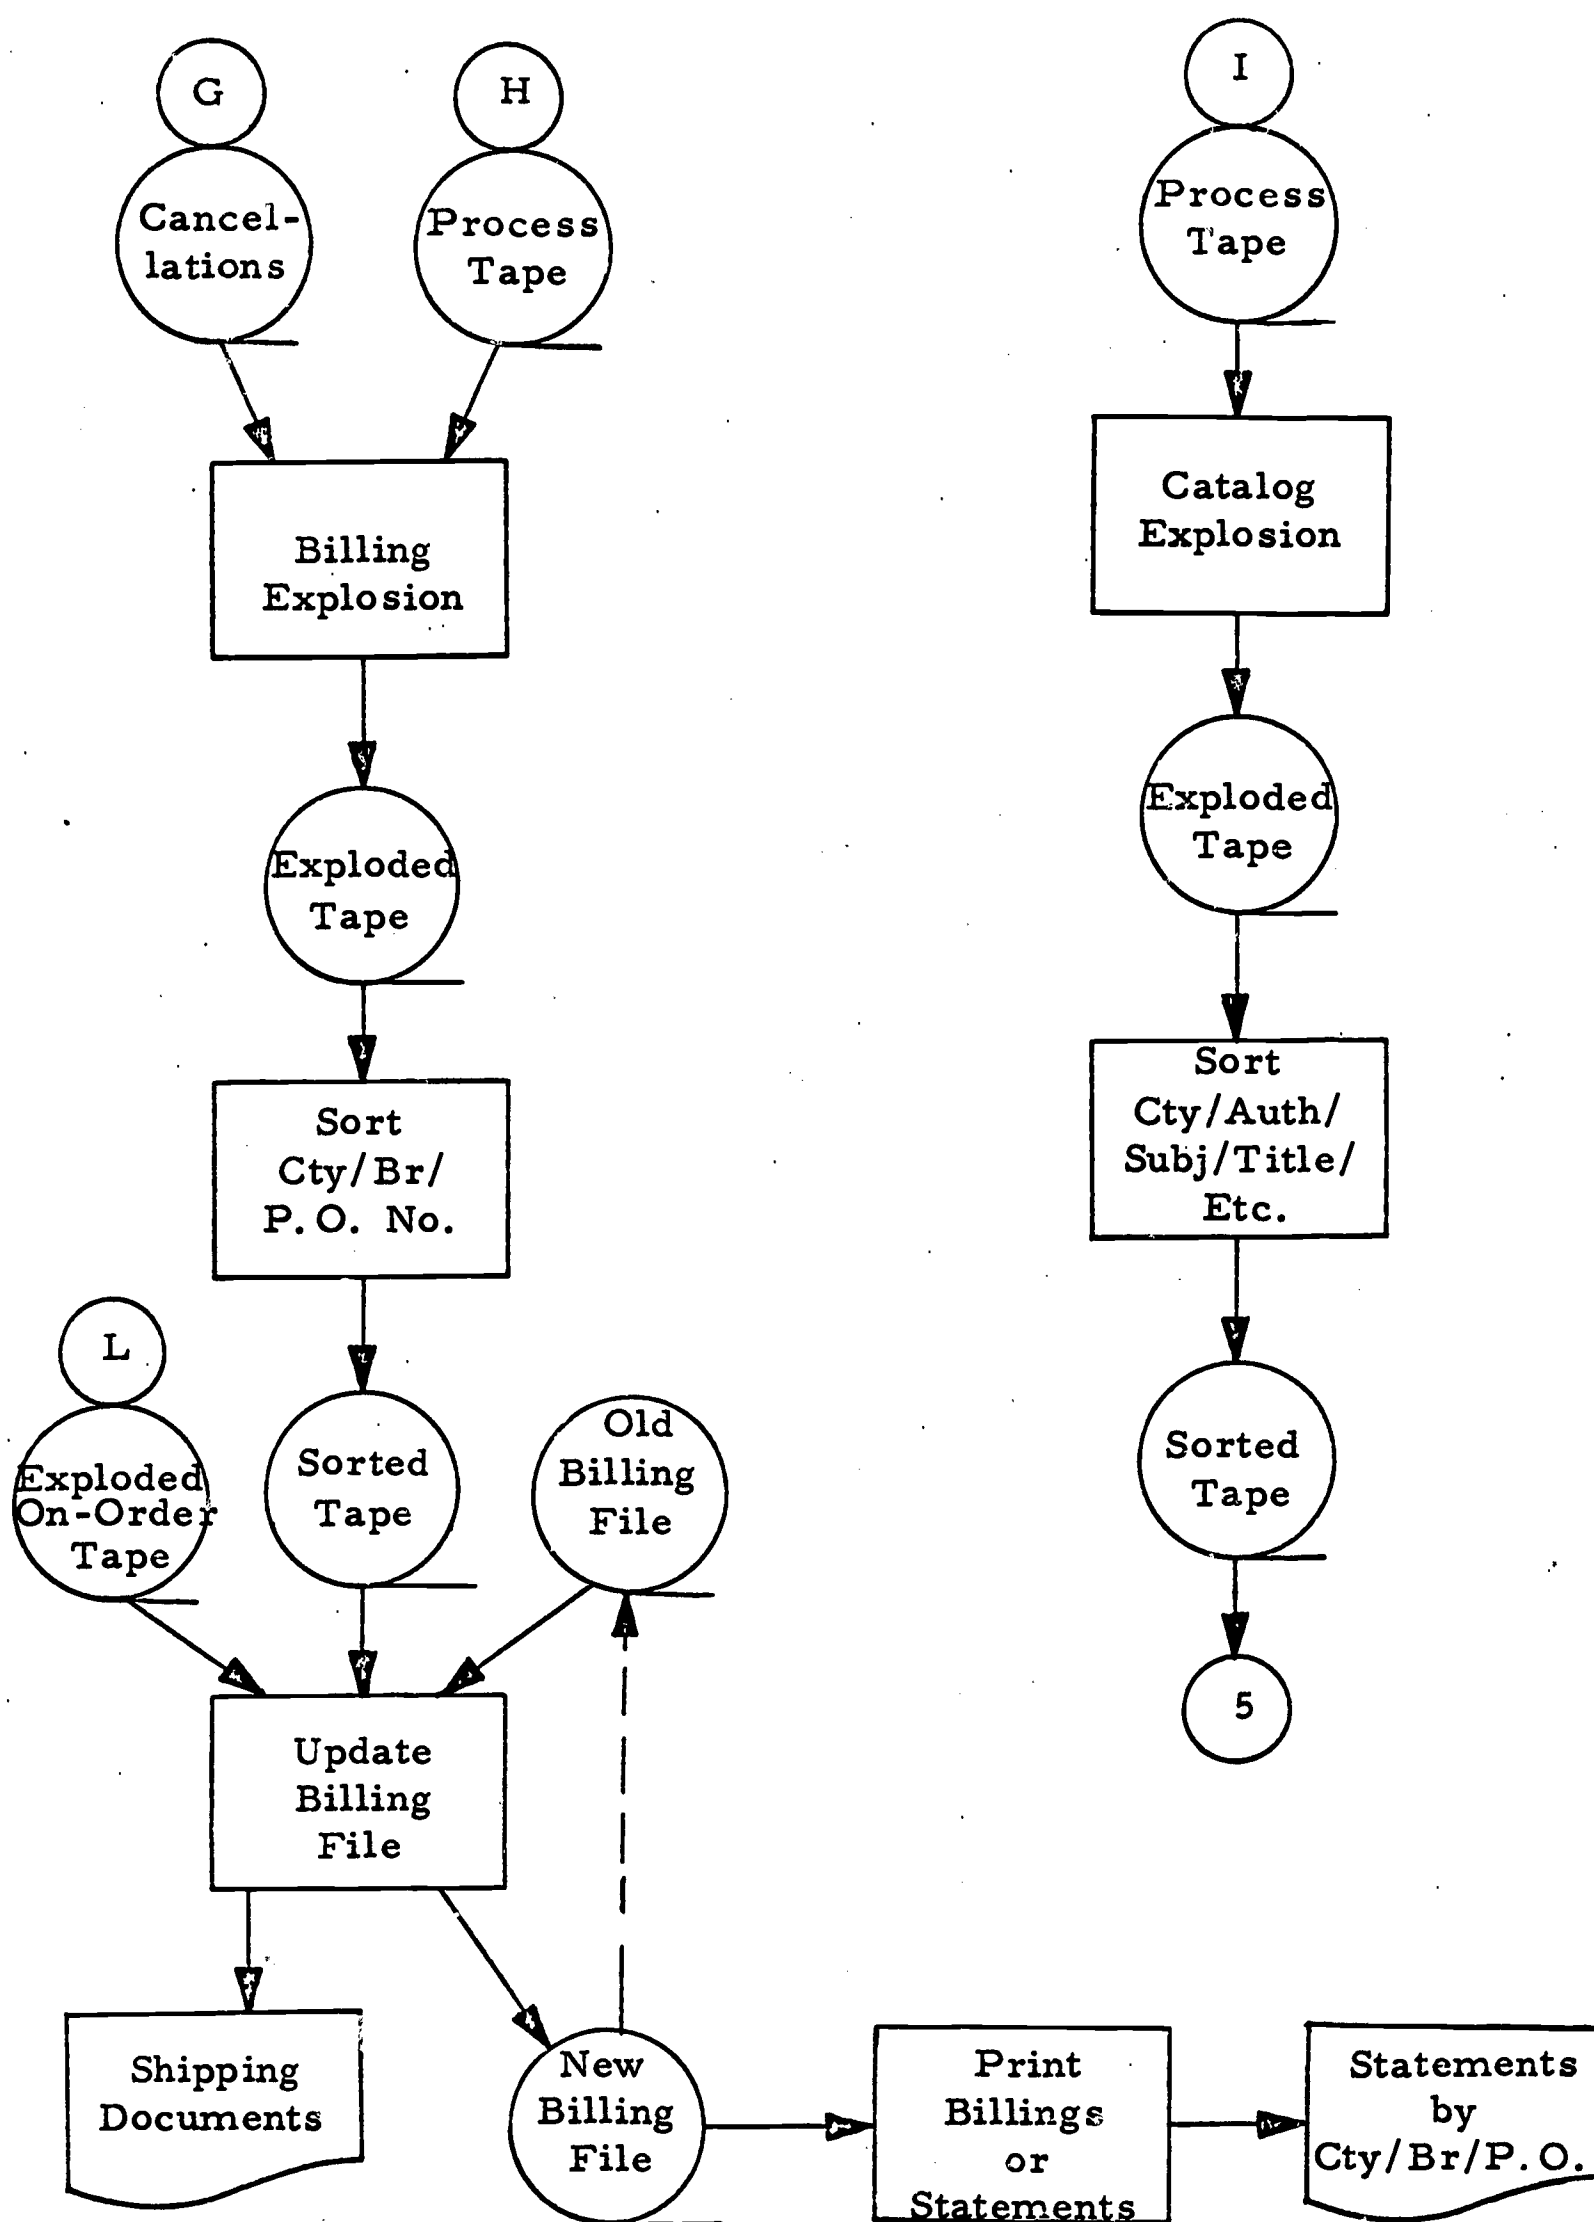 G
Cancel-
lations
H
Process
Tape
Billing
Explosion
Exploded
Tape
Sort
Cty/Br/
P.O. No.
L
Exploded
On-Order
Tape
Sorted
Tape
Old
Billing
File
Update
Billing
File
Shipping
Documents
New
Billing
File
Print
Billings
or
Statements
Statements
by
Cty/Br/P.O.
I
Process
Tape
Catalog
Explosion
Exploded
Tape
Sort
Cty/Auth/
Subj/Title/
Etc.
Sorted
Tape
5